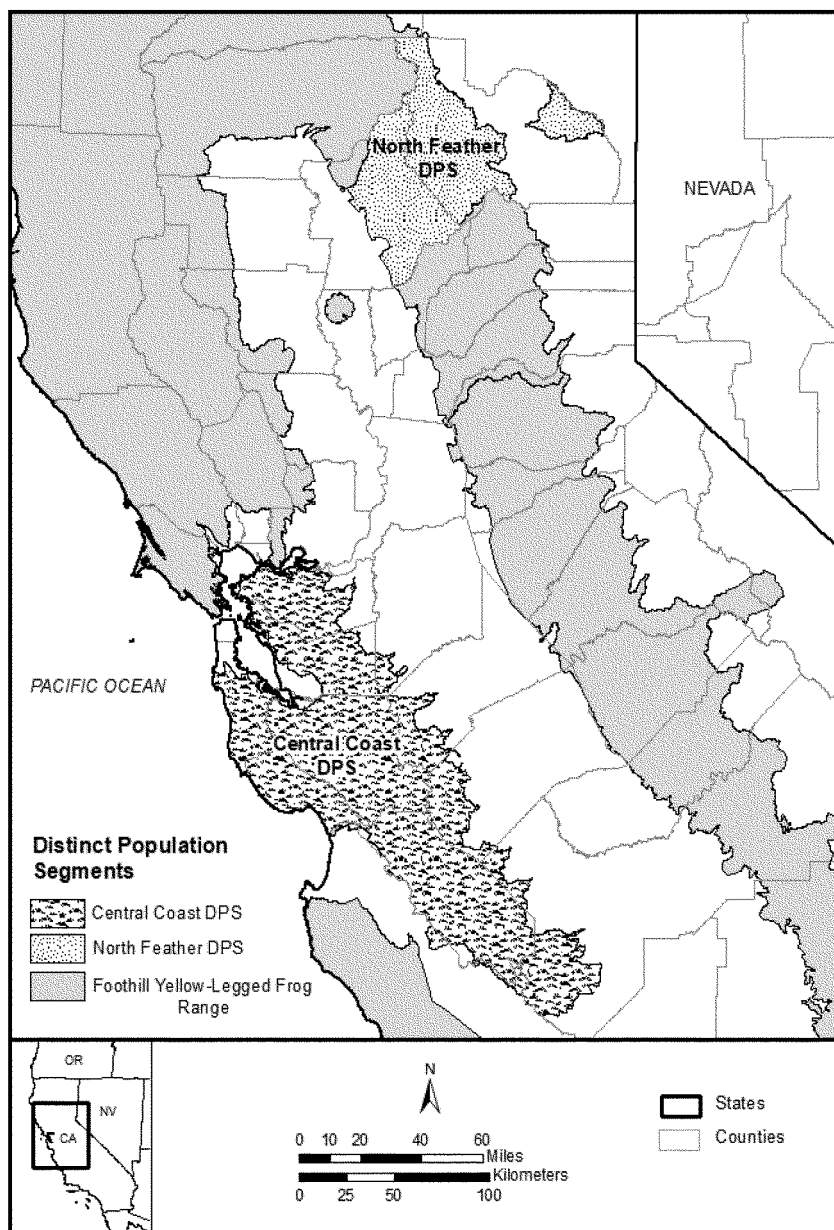 North Feather
DPS
NEVADA
PACIFIC OCEAN
Central Coast
DPS
Distinct Population
Segments
Central Coast DPS
North Feather DPS
Foothill Yellow-Legged Frog
Range
OR
NV
CA
N
0 10 20 40 60
Miles
Kilometers
0 25 50 100
States
Counties